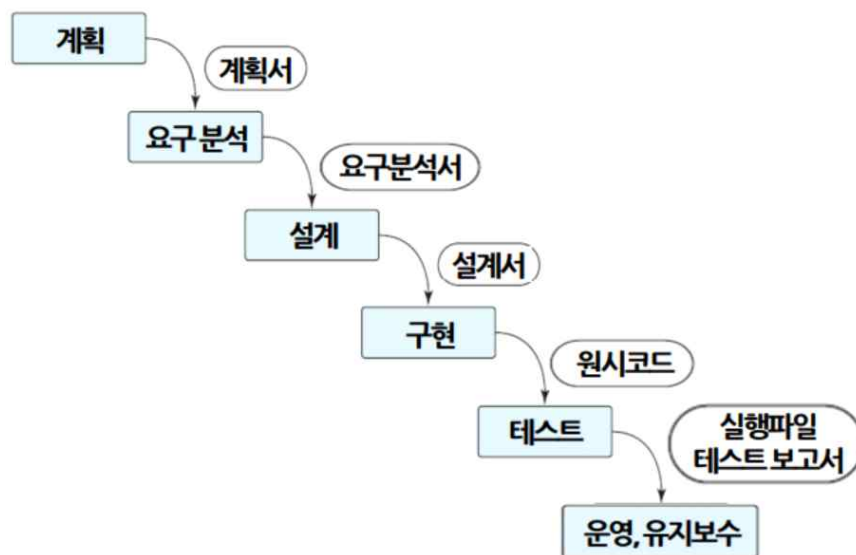 계획
계획서
요구 분석
요구분석서
설계
설계서
구현
원시코드
테스트
실행파일
테스트 보고서
운영, 유지보수